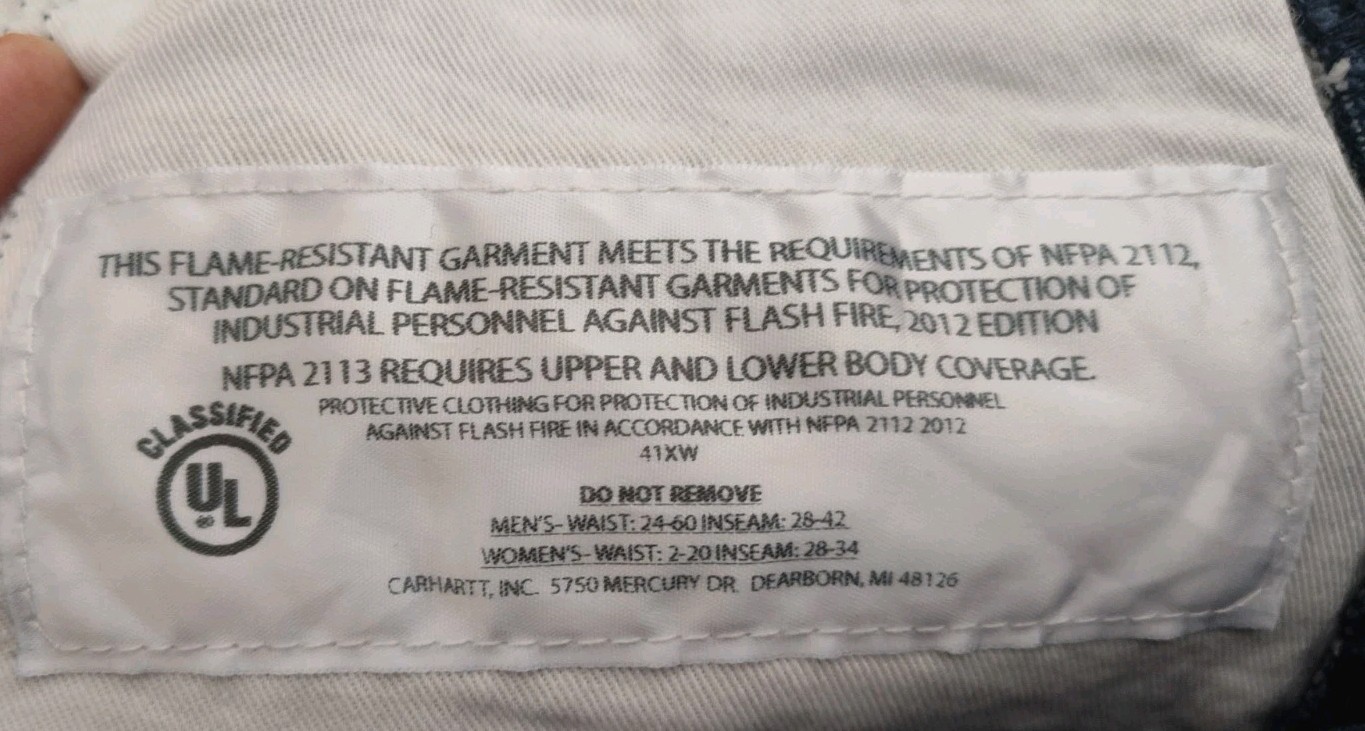 THIS FLAME-RESISTANT GARMENT MEETS THE REQUIREMENTS OF NFPA 2112,
STANDARD ON FLAME-RESISTANT GARMENTS FOR PROTECTION OF
INDUSTRIAL PERSONNEL AGAINST FLASH FIRE, 2012 EDITION
NFPA 2113 REQUIRES UPPER AND LOWER BODY COVERAGE.
PROTECTIVE CLOTHING FOR PROTECTION OF INDUSTRIAL PERSONNEL
AGAINST FLASH FIRE IN ACCORDANCE WITH NFPA 2112 2012
41XW
CLASSIFIED
UL
DO NOT REMOVE
MEN'S- WAIST: 24-60 INSEAM: 28-42
WOMEN'S- WAIST: 2-20 INSEAM: 28-34
CARHARTT, INC. 5750 MERCURY DR. DEARBORN, MI 48126